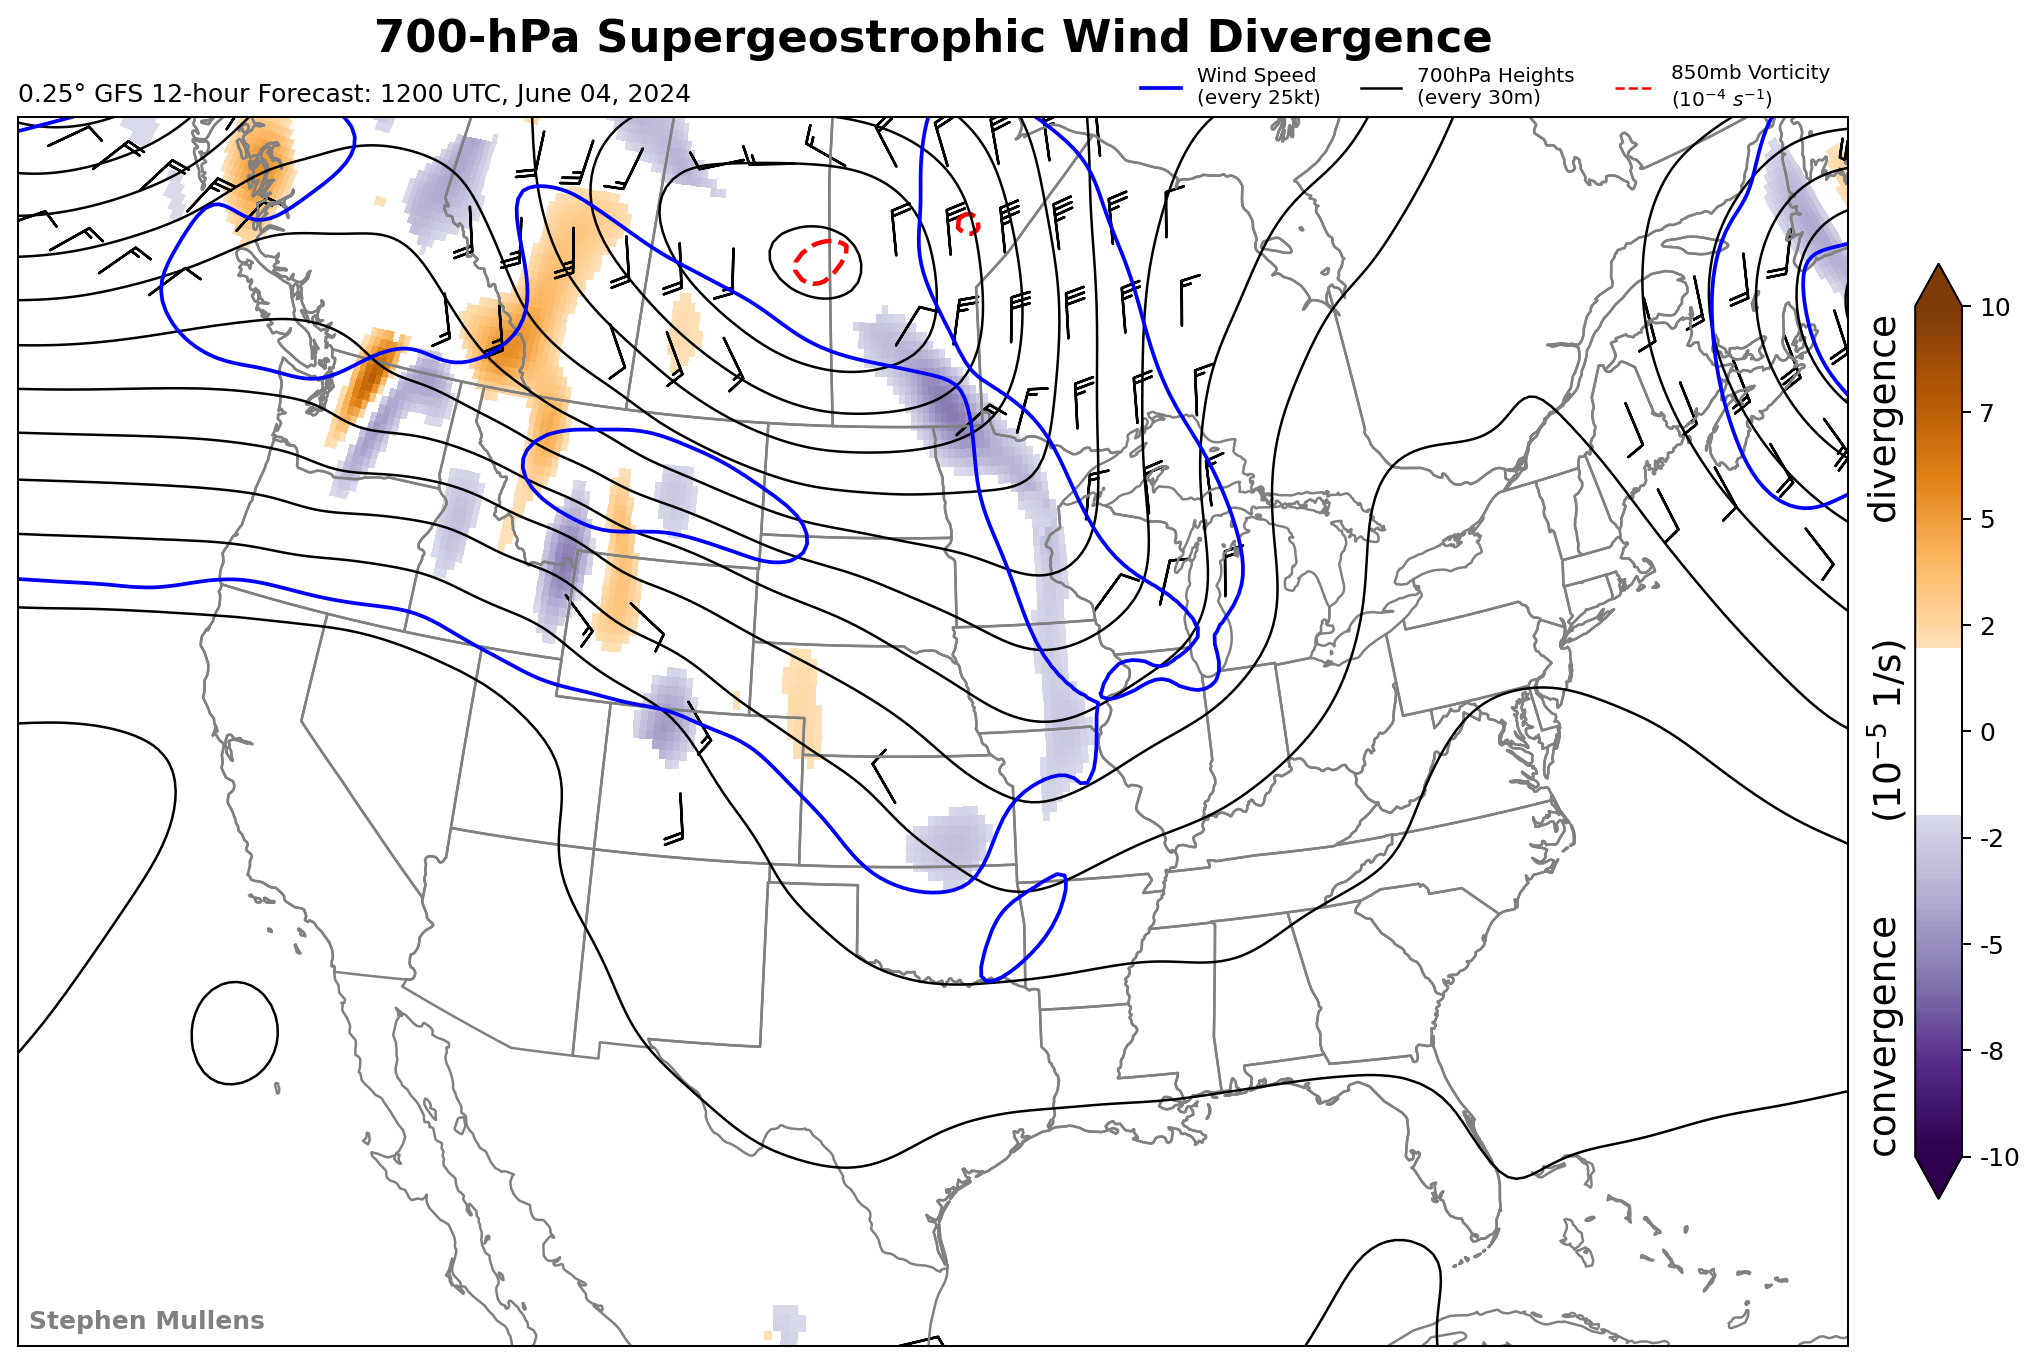 700-hPa Supergeostrophic Wind Divergence
0.25° GFS 12-hour Forecast: 1200 UTC, June 04, 2024
Wind Speed
(every 25kt)
700hPa Heights
(every 30m)
850mb Vorticity
(10⁻⁴ s⁻¹)
10
7
5
2
0
-2
-5
-8
-10
convergence (10⁻⁵ 1/s) divergence
Stephen Mullens